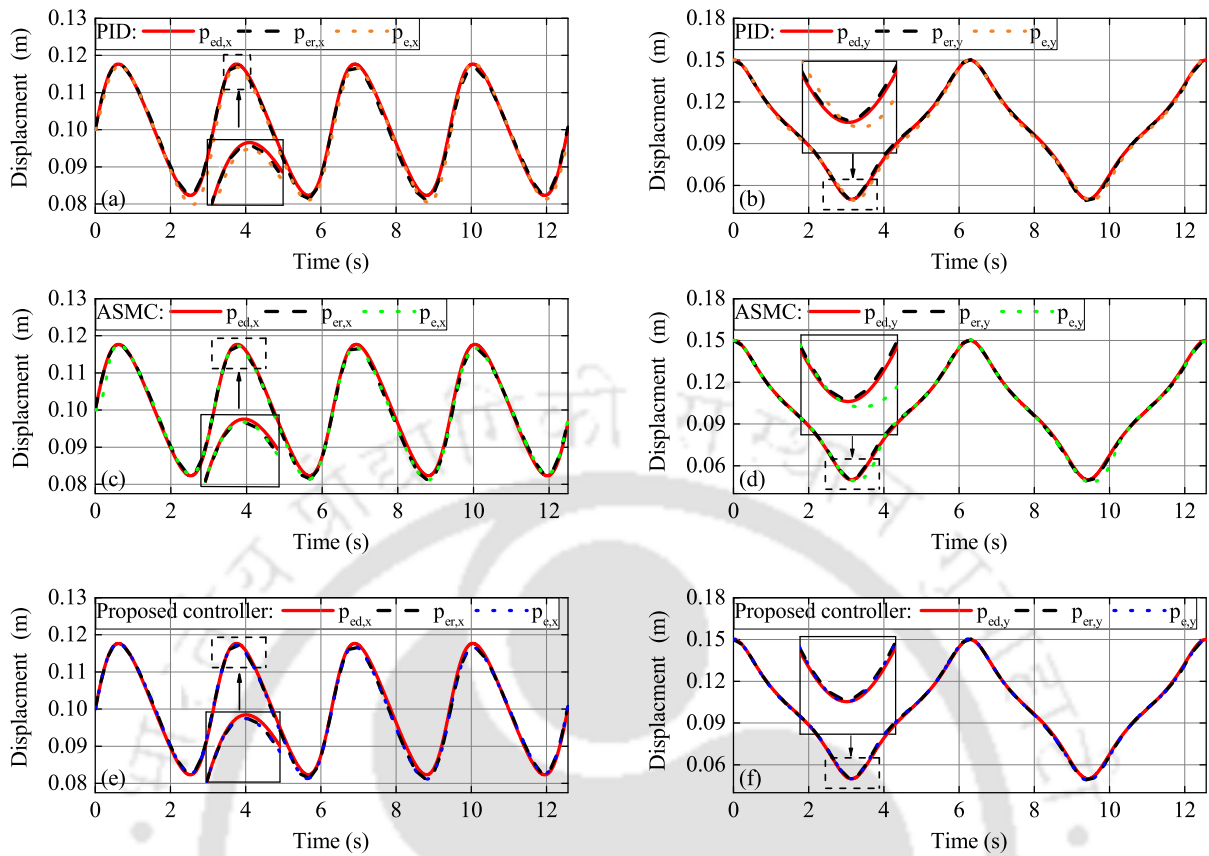 0.13
PID: p_ed,x p_er,x p_e,x
0.12
0.11
0.10
0.09
0.08
Displacment (m)
(a)
0 2 4 6 8 10 12
Time (s)
0.18
PID: p_ed,y p_er,y p_e,y
0.15
0.12
0.09
0.06
Displacment (m)
(b)
0 2 4 6 8 10 12
Time (s)
0.13
ASMC: p_ed,x p_er,x p_e,x
0.12
0.11
0.10
0.09
0.08
Displacment (m)
(c)
0 2 4 6 8 10 12
Time (s)
0.18
ASMC: p_ed,y p_er,y p_e,y
0.15
0.12
0.09
0.06
Displacment (m)
(d)
0 2 4 6 8 10 12
Time (s)
0.13
Proposed controller: p_ed,x p_er,x p_e,x
0.12
0.11
0.10
0.09
0.08
Displacment (m)
(e)
0 2 4 6 8 10 12
Time (s)
0.18
Proposed controller: p_ed,y p_er,y p_e,y
0.15
0.12
0.09
0.06
Displacment (m)
(f)
0 2 4 6 8 10 12
Time (s)